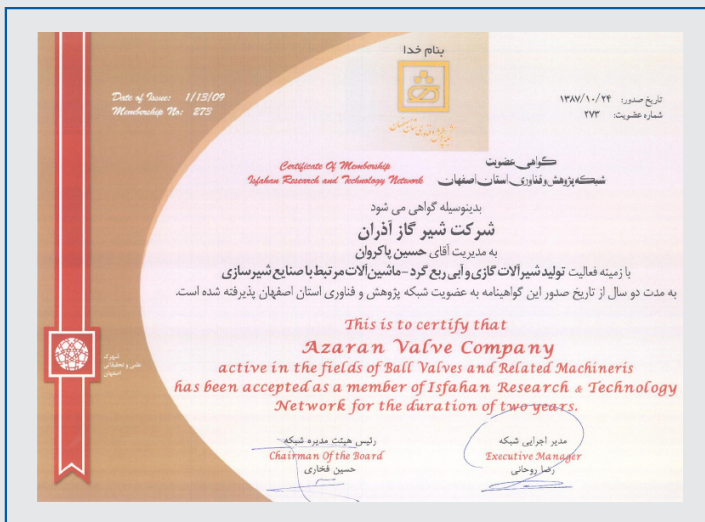 بنام خدا
Date of Issue: 1/13/09
Membership No: 273
تاریخ صدور: ۱۳۸۷/۱۰/۲۴
شماره عضویت: ۲۷۳
گواهی عضویت
شبکه پژوهش و فناوری استان اصفهان
Certificate Of Membership
Isfahan Research and Technology Network
بدینوسیله گواهی می شود
شرکت شیر گاز آذران
به مدیریت آقای حسین پاکروان
با زمینه فعالیت تولید شیرآلات گازی و آبی ربع گرد - ماشین آلات مرتبط با صنایع شیرسازی
به مدت دو سال از تاریخ صدور این گواهینامه به عضویت شبکه پژوهش و فناوری استان اصفهان پذیرفته شده است.
This is to certify that
Azaran Valve Company
active in the fields of Ball Valves and Related Machineris
has been accepted as a member of Isfahan Research & Technology
Network for the duration of two years.
شهرک
علمی و تحقیقاتی
اصفهان
مدیر اجرایی شبکه
Executive Manager
رضا روحانی
رئیس هیئت مدیره شبکه
Chairman Of the Board
حسین فخاری